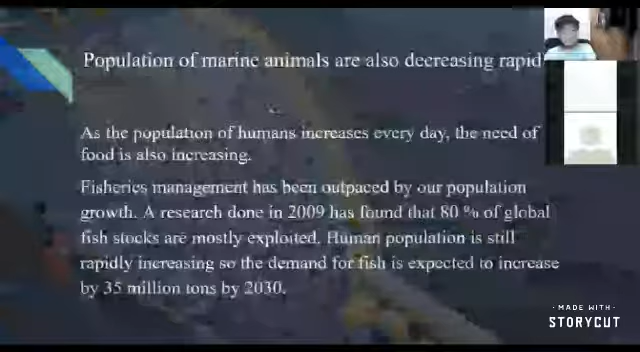 Population of marine animals are also decreasing rapid
As the population of humans increases every day, the need of
food is also increasing.
Fisheries management has been outpaced by our population
growth. A research done in 2009 has found that 80 % of global
fish stocks are mostly exploited. Human population is still
rapidly increasing so the demand for fish is expected to increase
by 35 million tons by 2030.
· MADE WITH ·
STORYCUT